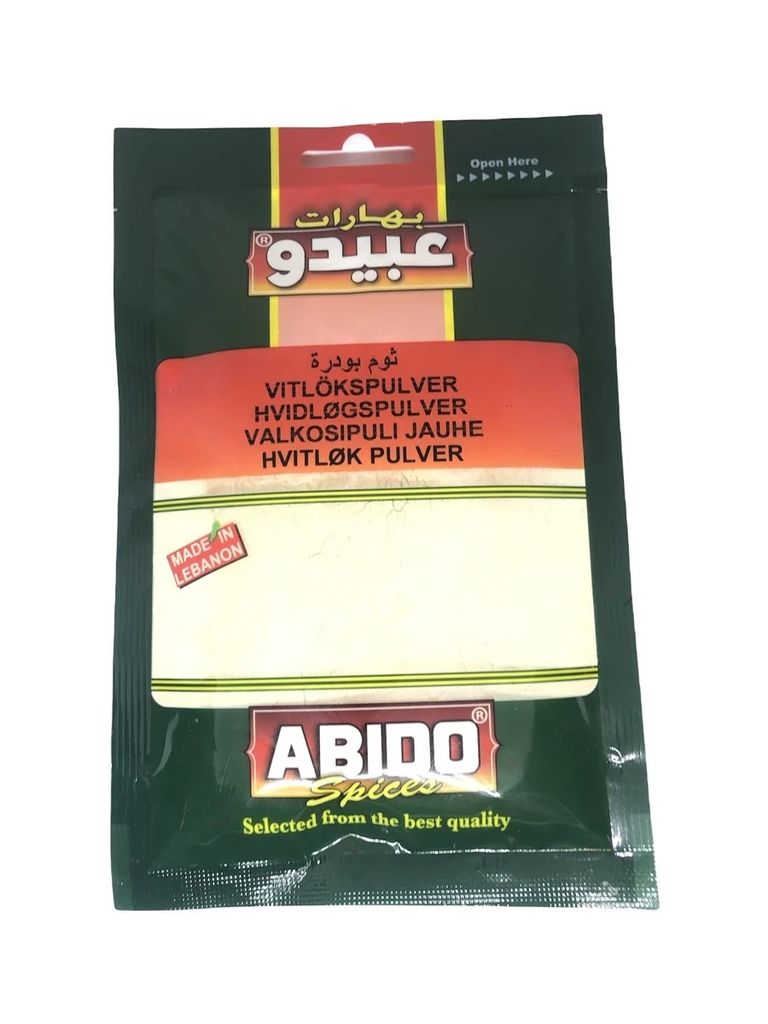 Open Here
بهارات
عبيدو®
ثوم بودرة
VITLÖKSPULVER
HVIDLØGSPULVER
VALKOSIPULI JAUHE
HVITLØK PULVER
MADE IN
LEBANON
ABIDO®
Spices
Selected from the best quality